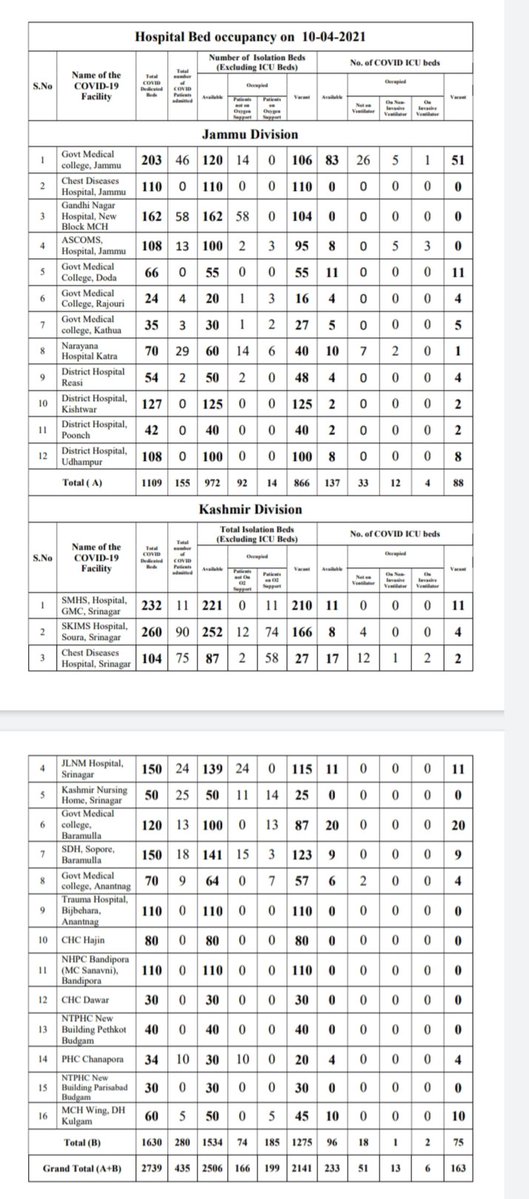 Hospital Bed occupancy on 10-04-2021
S.No
Name of the COVID-19 Facility
Total COVID Dedicated Beds
Total number of COVID Patients admitted
Number of Isolation Beds (Excluding ICU Beds)
No. of COVID ICU beds
Available
Occupied
Patients not on Oxygen Support
Patients on Oxygen Support
Vacant
Available
Occupied
Not on Ventilator
On Non-Invasive Ventilator
On Invasive Ventilator
Vacant
Jammu Division
1 Govt Medical college, Jammu 203 46 120 14 0 106 83 26 5 1 51
2 Chest Diseases Hospital, Jammu 110 0 110 0 0 110 0 0 0 0 0
3 Gandhi Nagar Hospital, New Block MCH 162 58 162 58 0 104 0 0 0 0 0
4 ASCOMS, Hospital, Jammu 108 13 100 2 3 95 8 0 5 3 0
5 Govt Medical College, Doda 66 0 55 0 0 55 11 0 0 0 11
6 Govt Medical College, Rajouri 24 4 20 1 3 16 4 0 0 0 4
7 Govt Medical college, Kathua 35 3 30 1 2 27 5 0 0 0 5
8 Narayana Hospital Katra 70 29 60 14 6 40 10 7 2 0 1
9 District Hospital Reasi 54 2 50 2 0 48 4 0 0 0 4
10 District Hospital, Kishtwar 127 0 125 0 0 125 2 0 0 0 2
11 District Hospital, Poonch 42 0 40 0 0 40 2 0 0 0 2
12 District Hospital, Udhampur 108 0 100 0 0 100 8 0 0 0 8
Total ( A) 1109 155 972 92 14 866 137 33 12 4 88
Kashmir Division
S.No
Name of the COVID-19 Facility
Total COVID Dedicated Beds
Total number of COVID Patients admitted
Total Isolation Beds (Excluding ICU Beds)
No. of COVID ICU beds
Available
Occupied
Patients not On O2 Support
Patients on O2 Support
Vacant
Available
Occupied
Not on Ventilator
On Non-Invasive Ventilator
On Invasive Ventilator
Vacant
1 SMHS, Hospital, GMC, Srinagar 232 11 221 0 11 210 11 0 0 0 11
2 SKIMS Hospital, Soura, Srinagar 260 90 252 12 74 166 8 4 0 0 4
3 Chest Diseases Hospital, Srinagar 104 75 87 2 58 27 17 12 1 2 2
4 JLNM Hospital, Srinagar 150 24 139 24 0 115 11 0 0 0 11
5 Kashmir Nursing Home, Srinagar 50 25 50 11 14 25 0 0 0 0 0
6 Govt Medical college, Baramulla 120 13 100 0 13 87 20 0 0 0 20
7 SDH, Sopore, Baramulla 150 18 141 15 3 123 9 0 0 0 9
8 Govt Medical college, Anantnag 70 9 64 0 7 57 6 2 0 0 4
9 Trauma Hospital, Bijbehara, Anantnag 110 0 110 0 0 110 0 0 0 0 0
10 CHC Hajin 80 0 80 0 0 80 0 0 0 0 0
11 NHPC Bandipora (MC Sanavni), Bandipora 110 0 110 0 0 110 0 0 0 0 0
12 CHC Dawar 30 0 30 0 0 30 0 0 0 0 0
13 NTPHC New Building Pethkot Budgam 40 0 40 0 0 40 0 0 0 0 0
14 PHC Chanapora 34 10 30 10 0 20 4 0 0 0 4
15 NTPHC New Building Parisabad Budgam 30 0 30 0 0 30 0 0 0 0 0
16 MCH Wing, DH Kulgam 60 5 50 0 5 45 10 0 0 0 10
Total (B) 1630 280 1534 74 185 1275 96 18 1 2 75
Grand Total (A+B) 2739 435 2506 166 199 2141 233 51 13 6 163